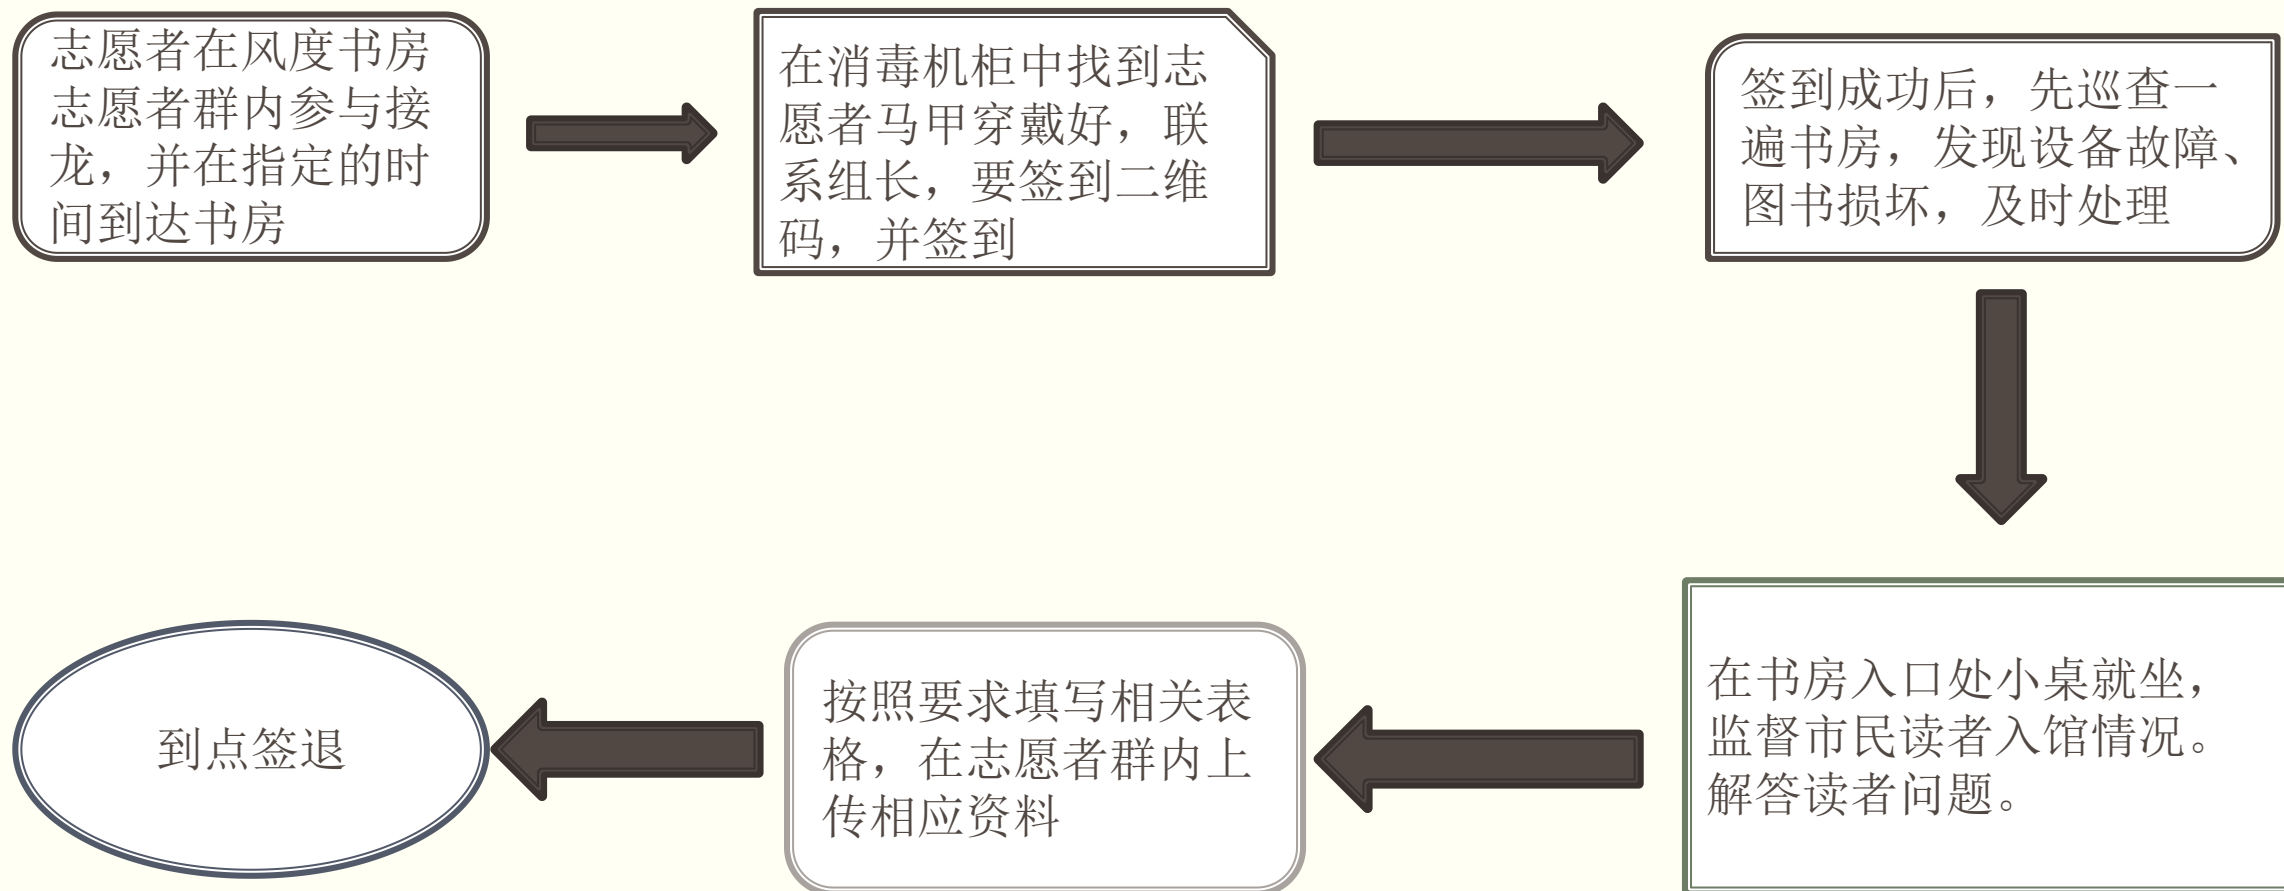 志愿者在风度书房
志愿者群内参与接
龙，并在指定的时
间到达书房
在消毒机柜中找到志
愿者马甲穿戴好，联
系组长，要签到二维
码，并签到
签到成功后，先巡查一
遍书房，发现设备故障、
图书损坏，及时处理
在书房入口处小桌就坐，
监督市民读者入馆情况。
解答读者问题。
按照要求填写相关表
格，在志愿者群内上
传相应资料
到点签退